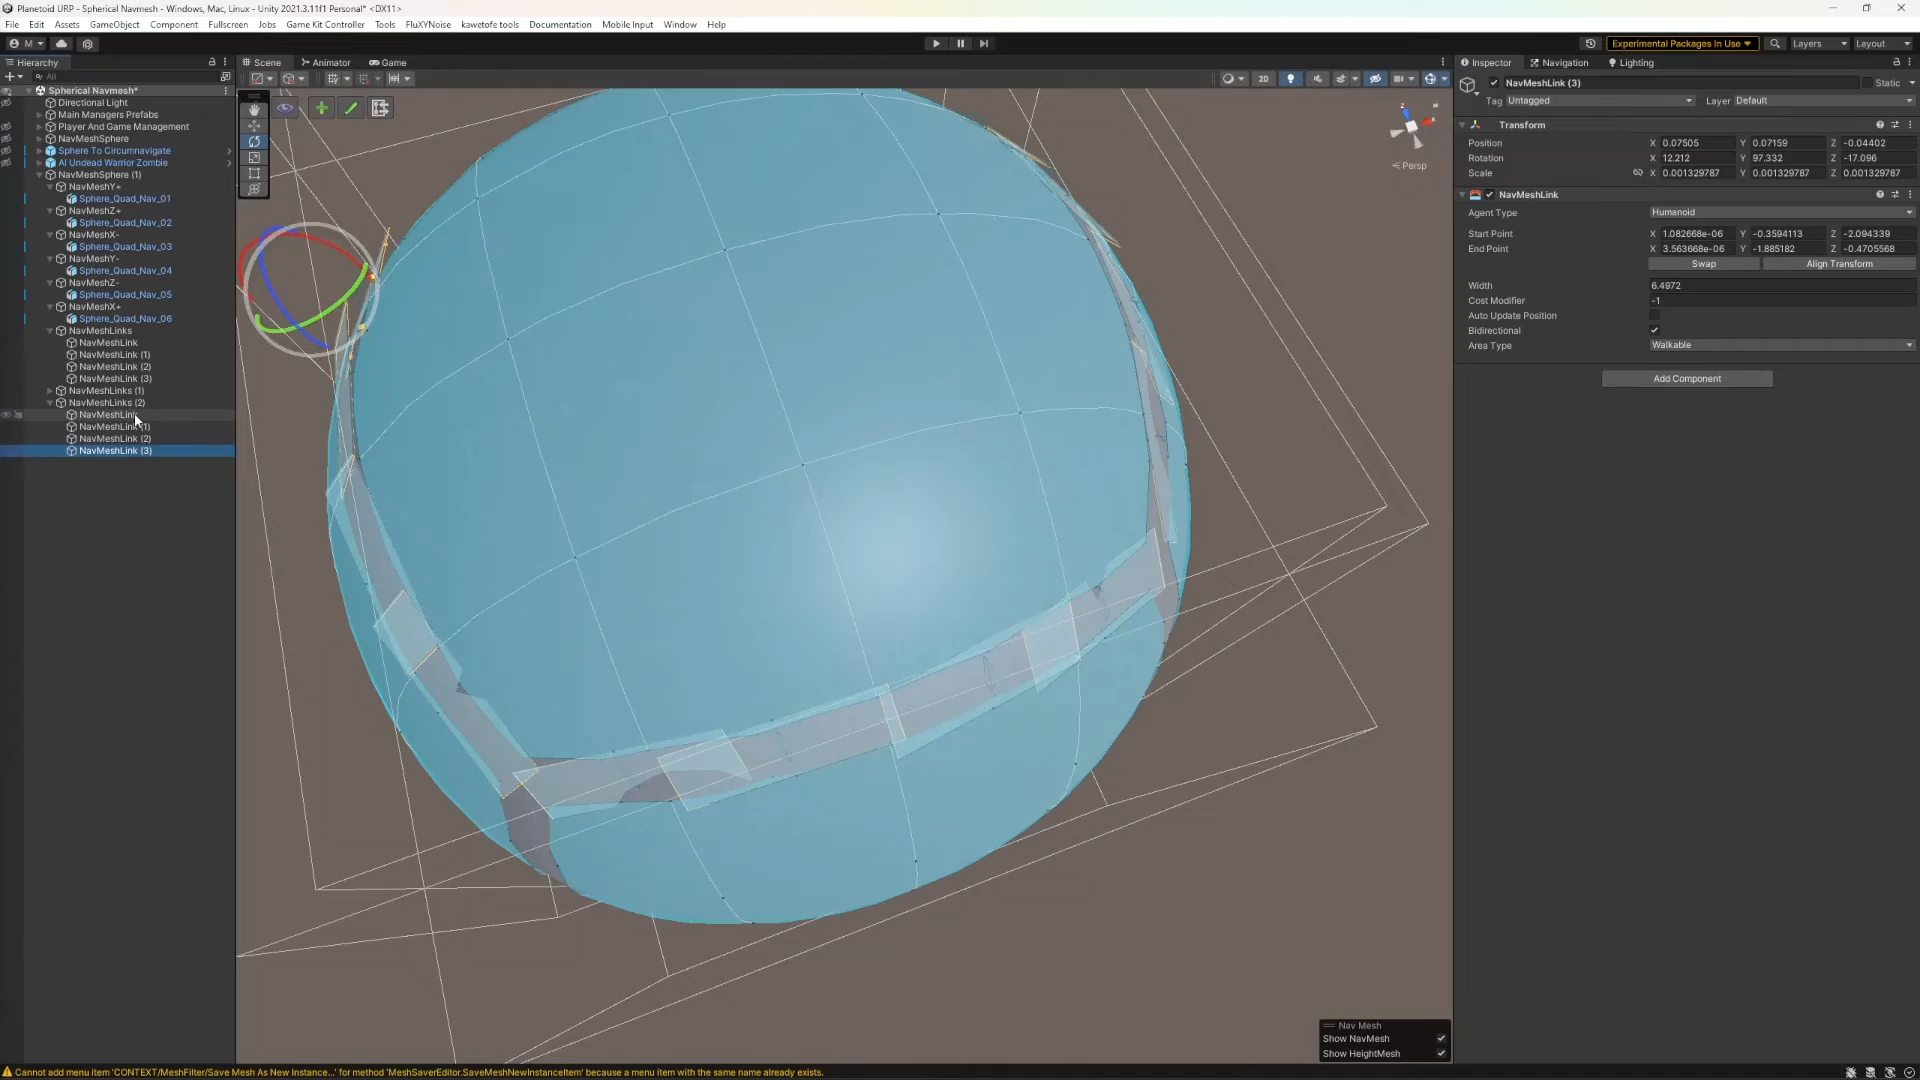 Planetoid URP - Spherical Navmesh - Windows, Mac, Linux - Unity 2021.3.11f1 Personal* <DX11>
File Edit Assets GameObject Component Fullscreen Jobs Game Kit Controller Tools FluXYNoise kawetofe tools Documentation Mobile Input Window Help
M Experimental Packages In Use Layers Layout
Hierarchy Scene Animator Game Inspector Navigation Lighting
All 2D
Spherical Navmesh*
Directional Light
Main Managers Prefabs
Player And Game Management
NavMeshSphere
Sphere To Circumnavigate
AI Undead Warrior Zombie
NavMeshSphere (1)
NavMeshY+
Sphere_Quad_Nav_01
NavMeshZ+
Sphere_Quad_Nav_02
NavMeshX-
Sphere_Quad_Nav_03
NavMeshY-
Sphere_Quad_Nav_04
NavMeshZ-
Sphere_Quad_Nav_05
NavMeshX+
Sphere_Quad_Nav_06
NavMeshLinks
NavMeshLink
NavMeshLink (1)
NavMeshLink (2)
NavMeshLink (3)
NavMeshLinks (1)
NavMeshLinks (2)
NavMeshLink
NavMeshLink (1)
NavMeshLink (2)
NavMeshLink (3)
z
x
Persp
NavMeshLink (3) Static
Tag Untagged Layer Default
Transform
Position X 0.07505 Y 0.07159 Z -0.04402
Rotation X 12.212 Y 97.332 Z -17.096
Scale X 0.001329787 Y 0.001329787 Z 0.001329787
NavMeshLink
Agent Type Humanoid
Start Point X 1.082668e-06 Y -0.3594113 Z -2.094339
End Point X 3.563668e-06 Y -1.885182 Z -0.4705568
Swap Align Transform
Width 6.4972
Cost Modifier -1
Auto Update Position
Bidirectional
Area Type Walkable
Add Component
Nav Mesh
Show NavMesh
Show HeightMesh
Cannot add menu item 'CONTEXT/MeshFilter/Save Mesh As New Instance...' for method 'MeshSaverEditor.SaveMeshNewInstanceItem' because a menu item with the same name already exists.